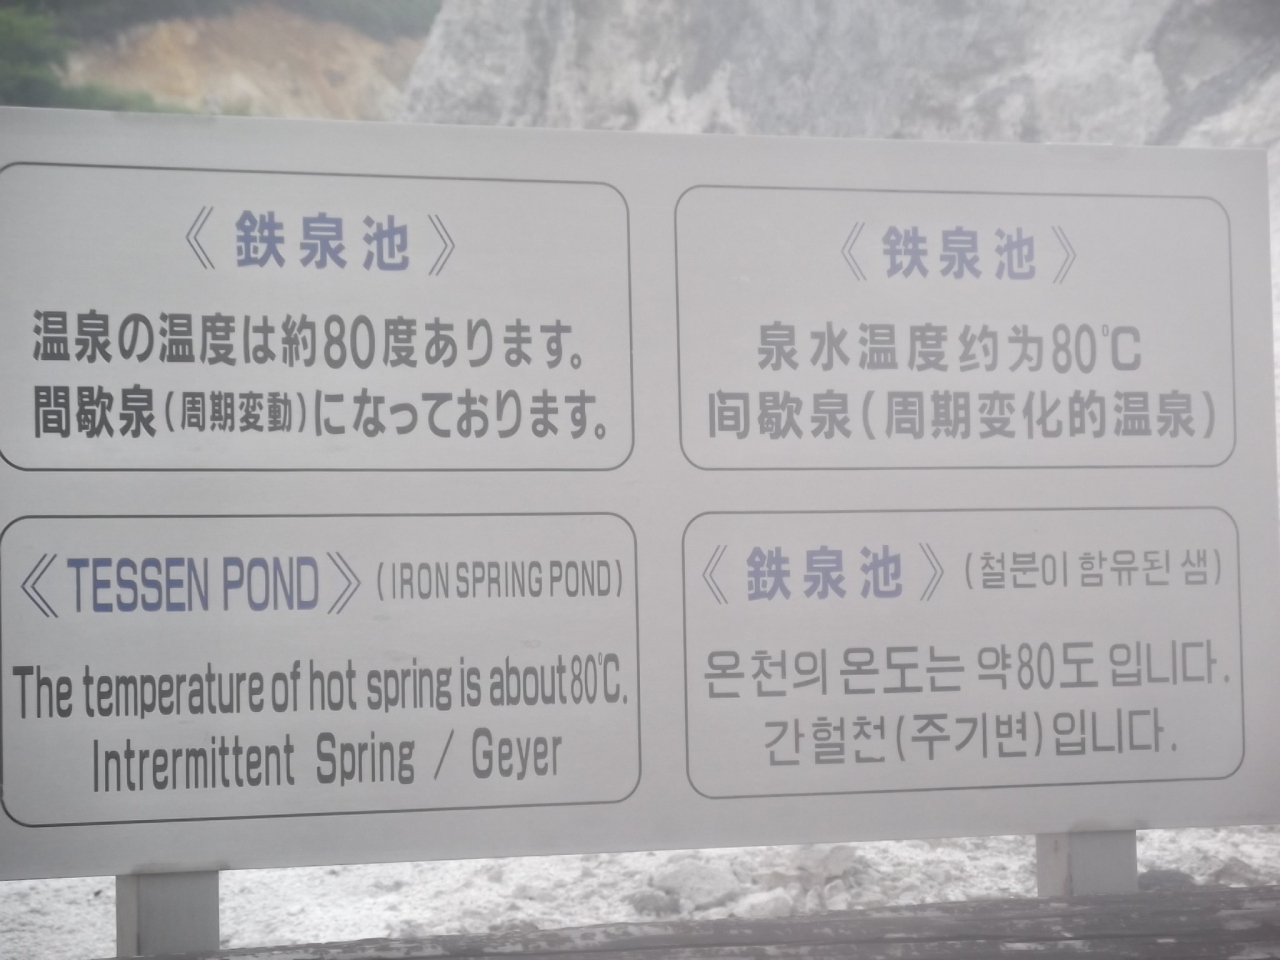 《鉄泉池》
温泉の温度は約80度あります。
間歇泉(周期変動)になっております。
《铁泉池》
泉水温度约为80℃
间歇泉(周期变化的温泉)
《TESSEN POND》(IRON SPRING POND)
The temperature of hot spring is about 80℃.
Intrermittent Spring / Geyer
《鉄泉池》(철분이 함유된 샘)
온천의 온도는 약80도 입니다.
간헐천(주기변)입니다.